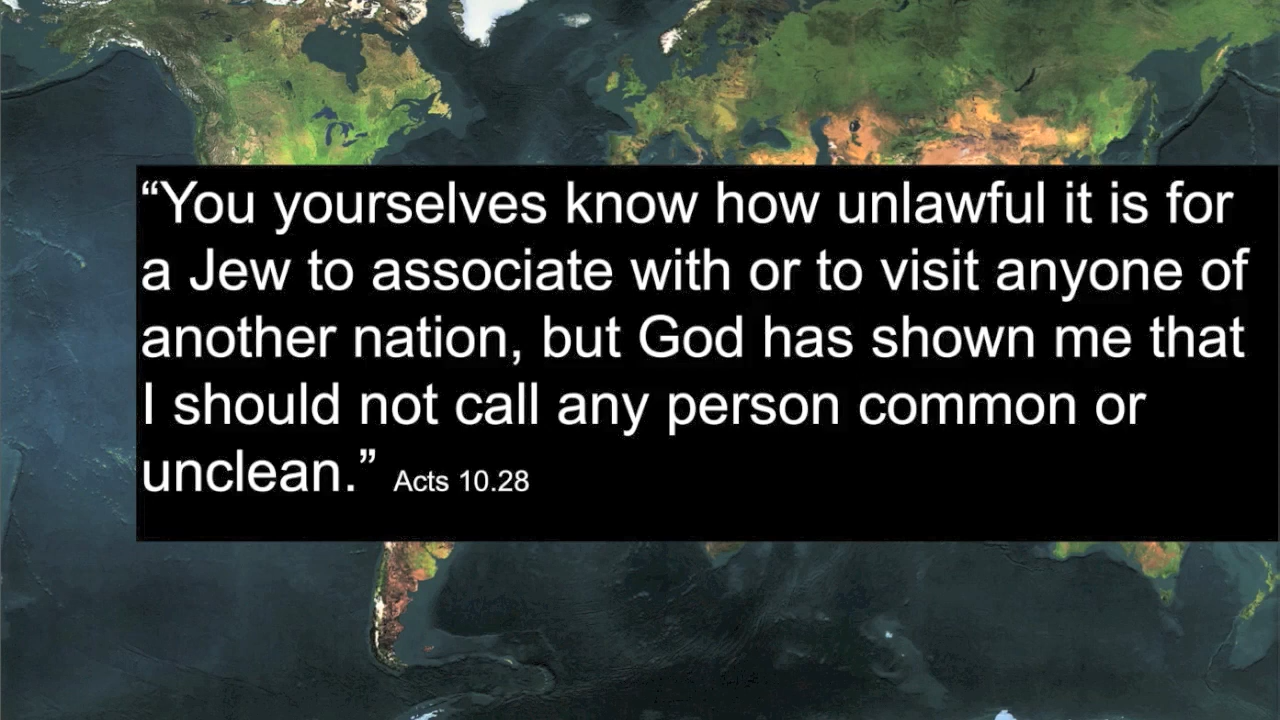 “You yourselves know how unlawful it is for
a Jew to associate with or to visit anyone of
another nation, but God has shown me that
I should not call any person common or
unclean.” Acts 10.28